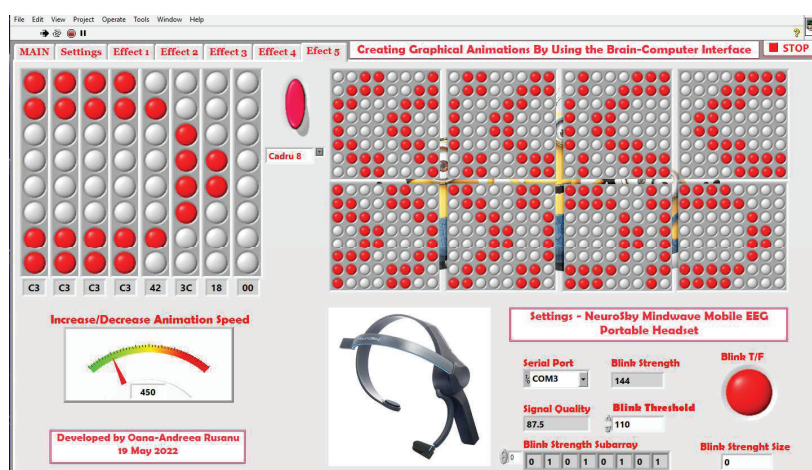 File Edit View Project Operate Tools Window Help
MAIN Settings Effect 1 Effect 2 Effect 3 Effect 4 Efect 5
Creating Graphical Animations By Using the Brain-Computer Interface
STOP
Cadru 8
C3 C3 C3 C3 42 3C 18 00
Increase/Decrease Animation Speed
450
Developed by Oana-Andreea Rusanu
19 May 2022
Settings - NeuroSky Mindwave Mobile EEG
Portable Headset
Serial Port
COM3
Blink Strength
144
Blink T/F
Signal Quality
87.5
Blink Threshold
110
Blink Strength Subarray
0 0 1 0 1 0 1 0 1
Blink Strenght Size
0